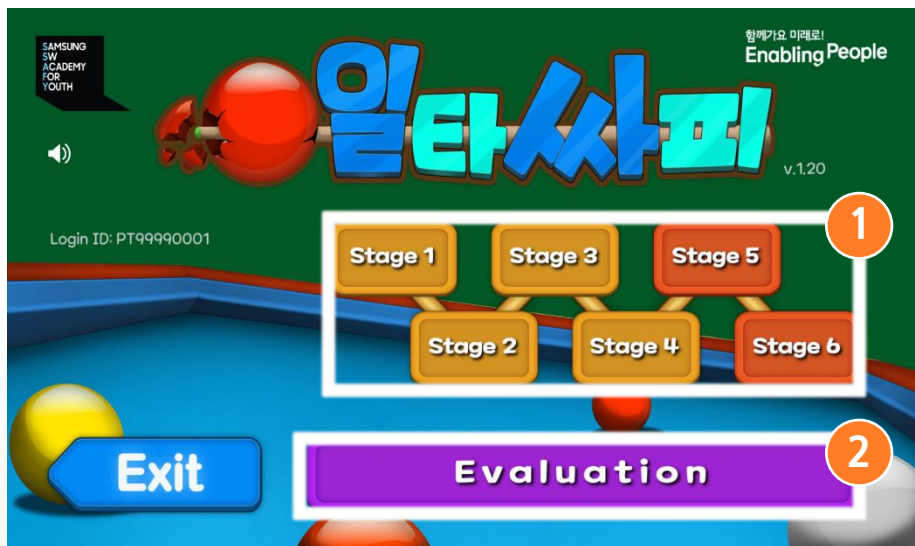 SAMSUNG
SW
ACADEMY
FOR
YOUTH
함께가요 미래로!
Enabling People
일타싸피
v.1.20
Login ID: PT99990001
1
Stage 1
Stage 3
Stage 5
Stage 2
Stage 4
Stage 6
2
Exit
Evaluation